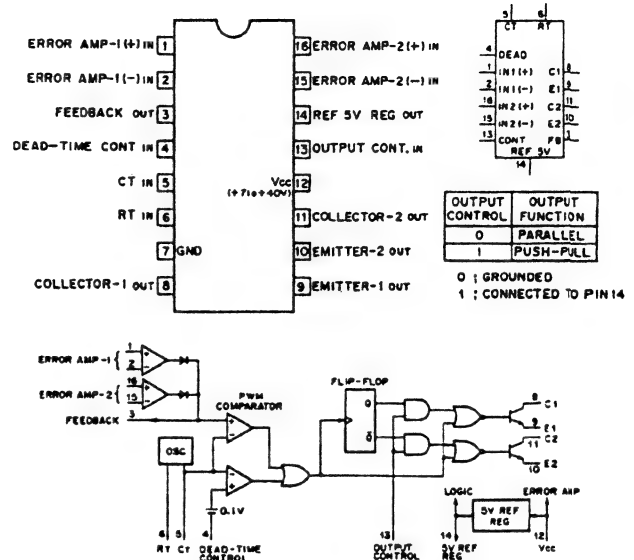 5 6
CT RT
ERROR AMP-1(+) IN 1
16 ERROR AMP-2(+) IN
4 DEAD
1 IN1(+) C1 8
ERROR AMP-1(-) IN 2
15 ERROR AMP-2(-) IN
2 IN1(-) E1 9
16 IN2(+) C2 11
FEEDBACK OUT 3
14 REF 5V REG OUT
15 IN2(-) E2 10
13 CONT FB
REF 5V
14
DEAD-TIME CONT IN 4
13 OUTPUT CONT. IN
CT IN 5
Vcc 12
(+7 to +40V)
RT IN 6
11 COLLECTOR-2 OUT
7 GND
10 EMITTER-2 OUT
COLLECTOR-1 OUT 8
9 EMITTER-1 OUT
OUTPUT CONTROL OUTPUT FUNCTION
0 PARALLEL
1 PUSH-PULL
0 ; GROUNDED
1 ; CONNECTED TO PIN 14
ERROR AMP-1 { 1 +
2 -
ERROR AMP-2 { 16 +
15 -
FEEDBACK 3
PWM
COMPARATOR
+
-
FLIP-FLOP
Q
Q̅
8 C1
9 E1
11 C2
10 E2
OSC
-
+
0.1V
LOGIC ERROR AMP
5V REF
REG
6 5 4 13 14 12
RT CT DEAD-TIME
CONTROL
OUTPUT
CONTROL
5V REF
REG
Vcc